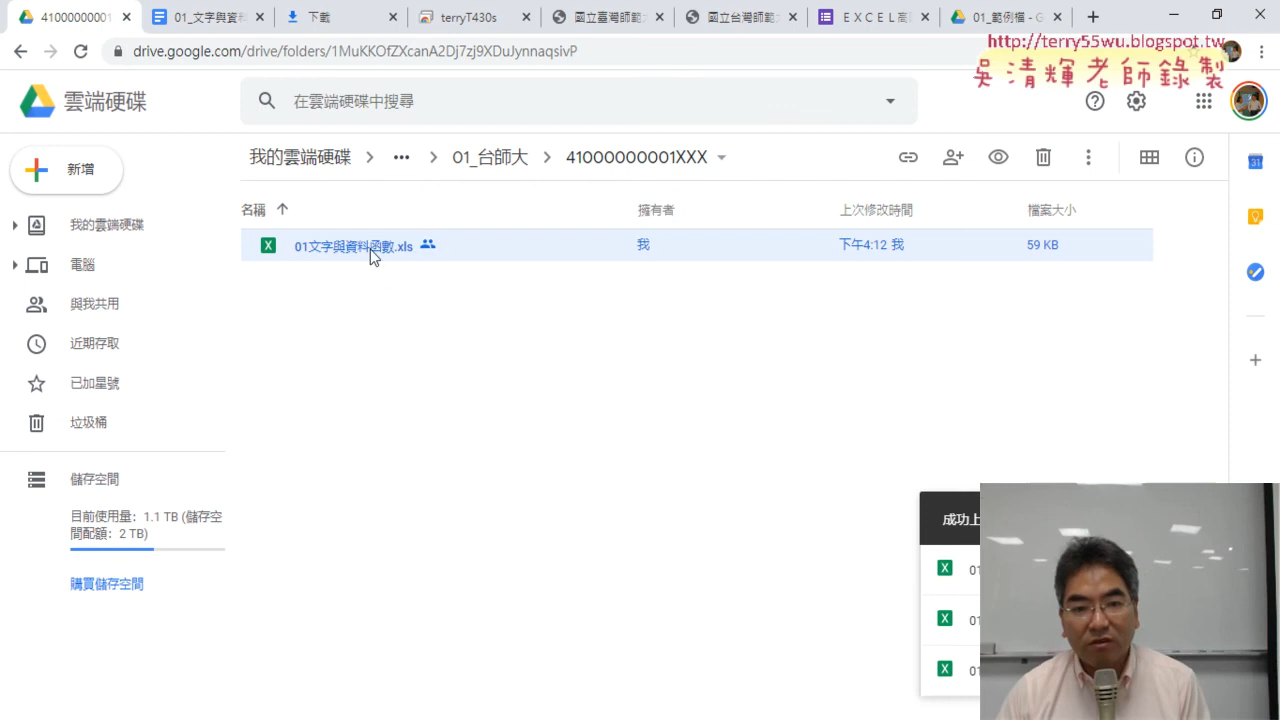 4100000001
01_文字與資料
下載
terryT430s
國立臺灣師範
國立台灣師範
ＥＸＣＥＬ高
01_範例檔 - G
drive.google.com/drive/folders/1MuKKOfZXcanA2Dj7zj9XDuJynnaqsivP
http://terry55wu.blogspot.tw
吳清輝老師錄製
雲端硬碟
在雲端硬碟中搜尋
新增
我的雲端硬碟
電腦
與我共用
近期存取
已加星號
垃圾桶
儲存空間
目前使用量：1.1 TB (儲存空
間配額：2 TB)
購買儲存空間
我的雲端硬碟
01_台師大
41000000001XXX
名稱
擁有者
上次修改時間
檔案大小
01文字與資料函數.xls
我
下午4:12 我
59 KB
31
成功上
01
01
01